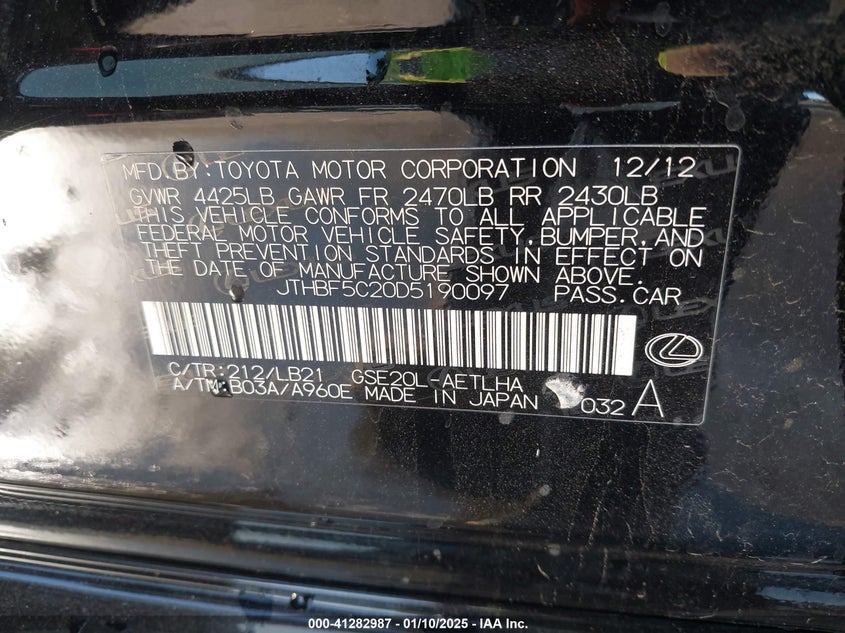 MFD.BY:TOYOTA MOTOR CORPORATION 12/12
GVWR 4425LB GAWR FR 2470LB RR 2430LB
THIS VEHICLE CONFORMS TO ALL APPLICABLE
FEDERAL MOTOR VEHICLE SAFETY,BUMPER,AND
THEFT PREVENTION STANDARDS IN EFFECT ON
THE DATE OF MANUFACTURE SHOWN ABOVE.
JTHBF5C20D5190097 PASS.CAR
C/TR:212/LB21 GSE20L-AETLHA
A/TM:B03A/A960E MADE IN JAPAN 032 A
000-41282987 - 01/10/2025 - IAA Inc.